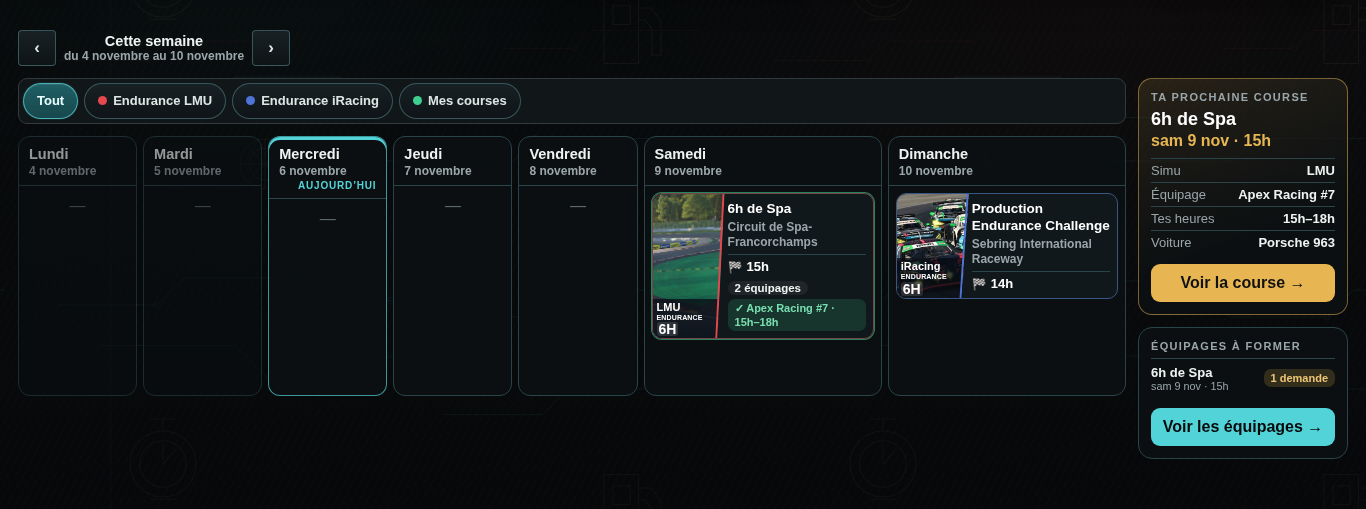 ‹
Cette semaine
du 4 novembre au 10 novembre
›
Tout
Endurance LMU
Endurance iRacing
Mes courses
Lundi
4 novembre
—
Mardi
5 novembre
—
Mercredi
6 novembre
AUJOURD'HUI
—
Jeudi
7 novembre
—
Vendredi
8 novembre
—
Samedi
9 novembre
LMU
ENDURANCE
6H
6h de Spa
Circuit de Spa-
Francorchamps
15h
2 équipages
✓ Apex Racing #7 ·
15h–18h
Dimanche
10 novembre
iRacing
ENDURANCE
6H
Production
Endurance Challenge
Sebring International
Raceway
14h
TA PROCHAINE COURSE
6h de Spa
sam 9 nov · 15h
Simu LMU
Équipage Apex Racing #7
Tes heures 15h–18h
Voiture Porsche 963
Voir la course →
ÉQUIPAGES À FORMER
6h de Spa
sam 9 nov · 15h
1 demande
Voir les équipages →